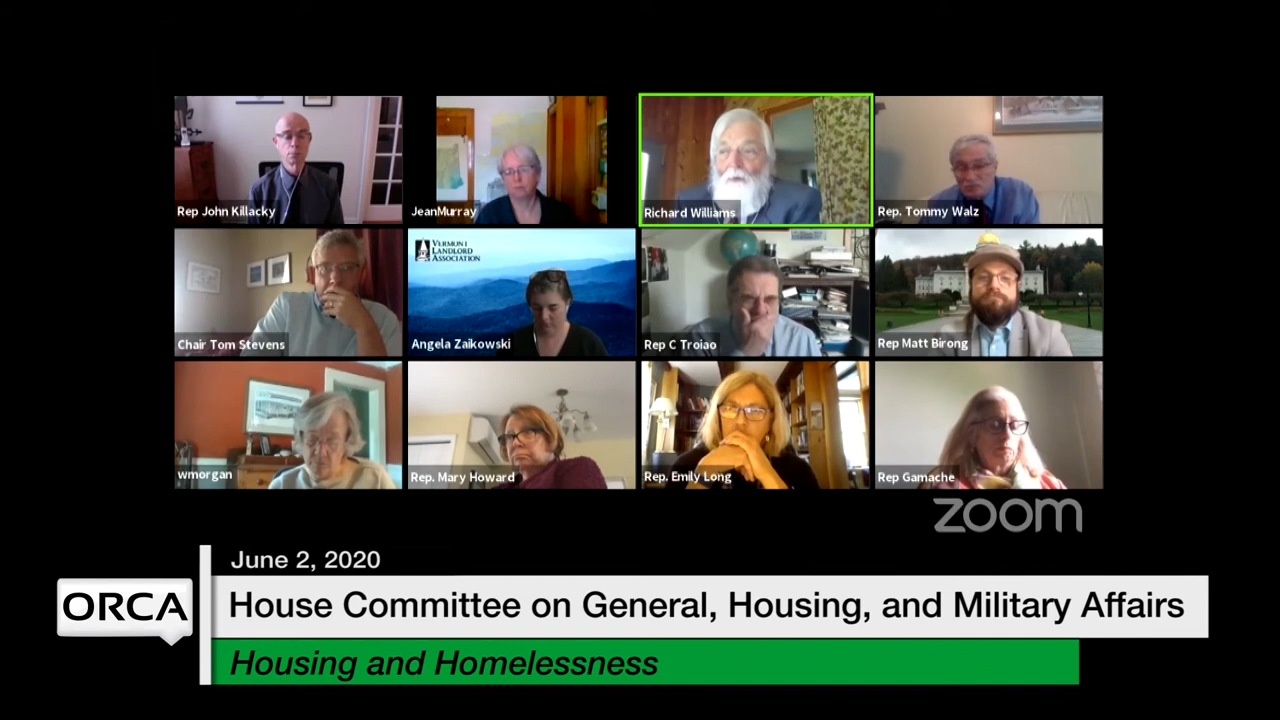 Rep John Killacky
JeanMurray
Richard Williams
Rep. Tommy Walz
Chair Tom Stevens
VERMONT
LANDLORD
ASSOCIATION
Angela Zaikowski
Rep C Troiao
Rep Matt Birong
wmorgan
Rep. Mary Howard
Rep. Emily Long
Rep Gamache
zoom
June 2, 2020
ORCA
House Committee on General, Housing, and Military Affairs
Housing and Homelessness